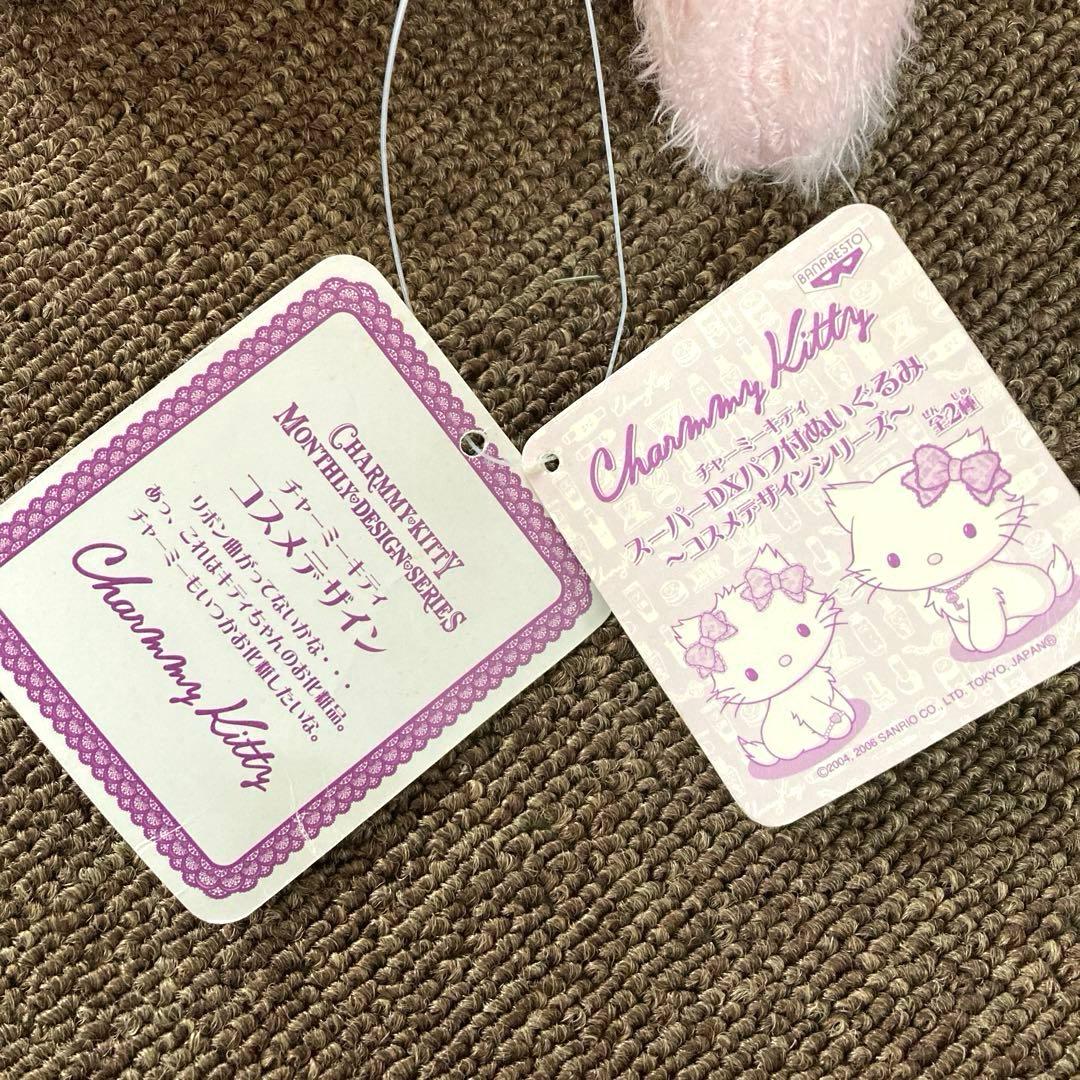 CHARMMY KITTY
MONTHLY DESIGN SERIES
チャーミーキティ
コスメデザイン
リボン曲がってないかな・・・
あっ、これはキティちゃんのお化粧品。
チャーミーもいつかお化粧したいな。
Charmmy Kitty
BANPRESTO
Charmmy Kitty
チャーミーキティ
スーパーDXパフ付ぬいぐるみ
～コスメデザインシリーズ～
ぜん しゅ
全2種
©2004, 2006 SANRIO CO., LTD. TOKYO, JAPAN Ⓑ